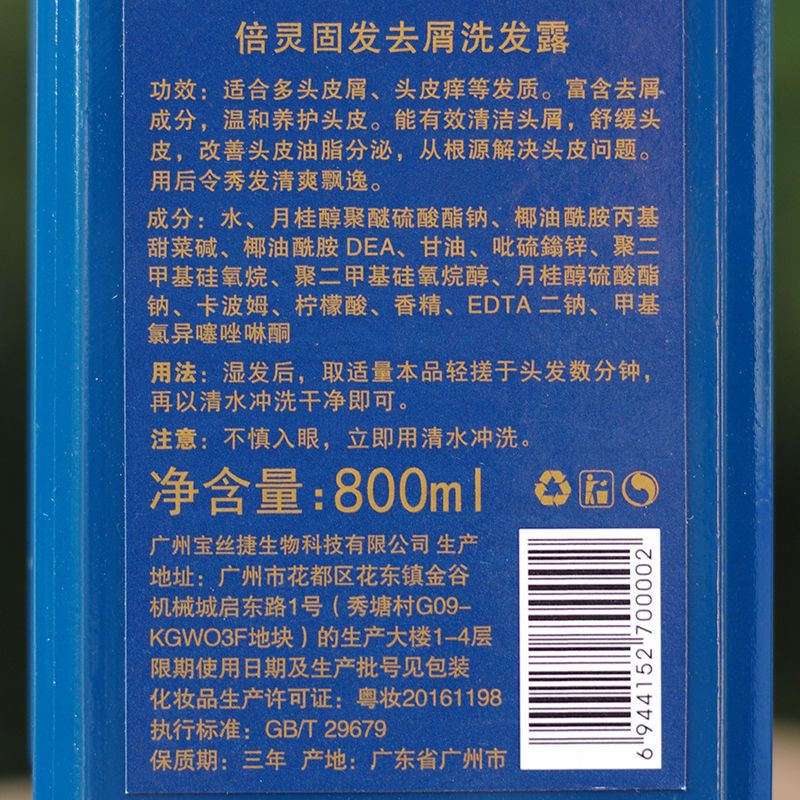 倍灵固发去屑洗发露
功效：适合多头皮屑、头皮痒等发质。富含去屑
成分，温和养护头皮。能有效清洁头屑，舒缓头
皮，改善头皮油脂分泌，从根源解决头皮问题。
用后令秀发清爽飘逸。
成分：水、月桂醇聚醚硫酸酯钠、椰油酰胺丙基
甜菜碱、椰油酰胺 DEA、甘油、吡硫鎓锌、聚二
甲基硅氧烷、聚二甲基硅氧烷醇、月桂醇硫酸酯
钠、卡波姆、柠檬酸、香精、EDTA 二钠、甲基
氯异噻唑啉酮
用法：湿发后，取适量本品轻搓于头发数分钟，
再以清水冲洗干净即可。
注意：不慎入眼，立即用清水冲洗。
净含量：800ml
广州宝丝捷生物科技有限公司 生产
地址：广州市花都区花东镇金谷
机械城启东路1号（秀塘村G09-
KGWO3F地块）的生产大楼1-4层
限期使用日期及生产批号见包装
化妆品生产许可证：粤妆20161198
执行标准：GB/T 29679
保质期：三年 产地：广东省广州市
6 944152 700002